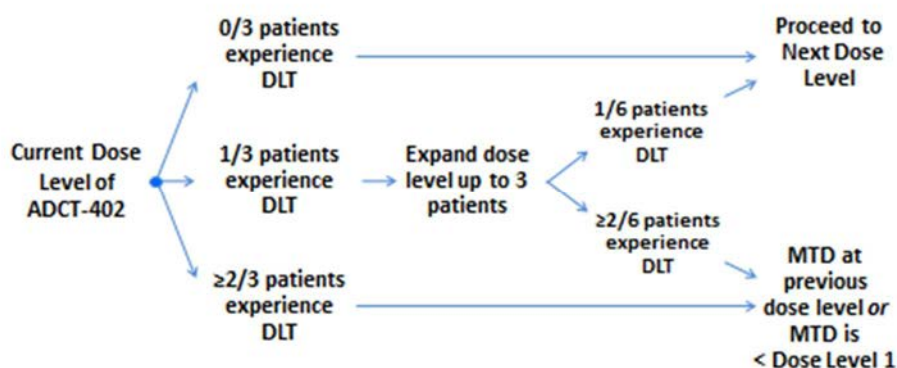 0/3 patients
experience
DLT
Proceed to
Next Dose
Level
1/6 patients
experience
DLT
Current Dose
Level of
ADCT-402
1/3 patients
experience
DLT
Expand dose
level up to 3
patients
≥2/6 patients
experience
DLT
≥2/3 patients
experience
DLT
MTD at
previous
dose level or
MTD is
< Dose Level 1